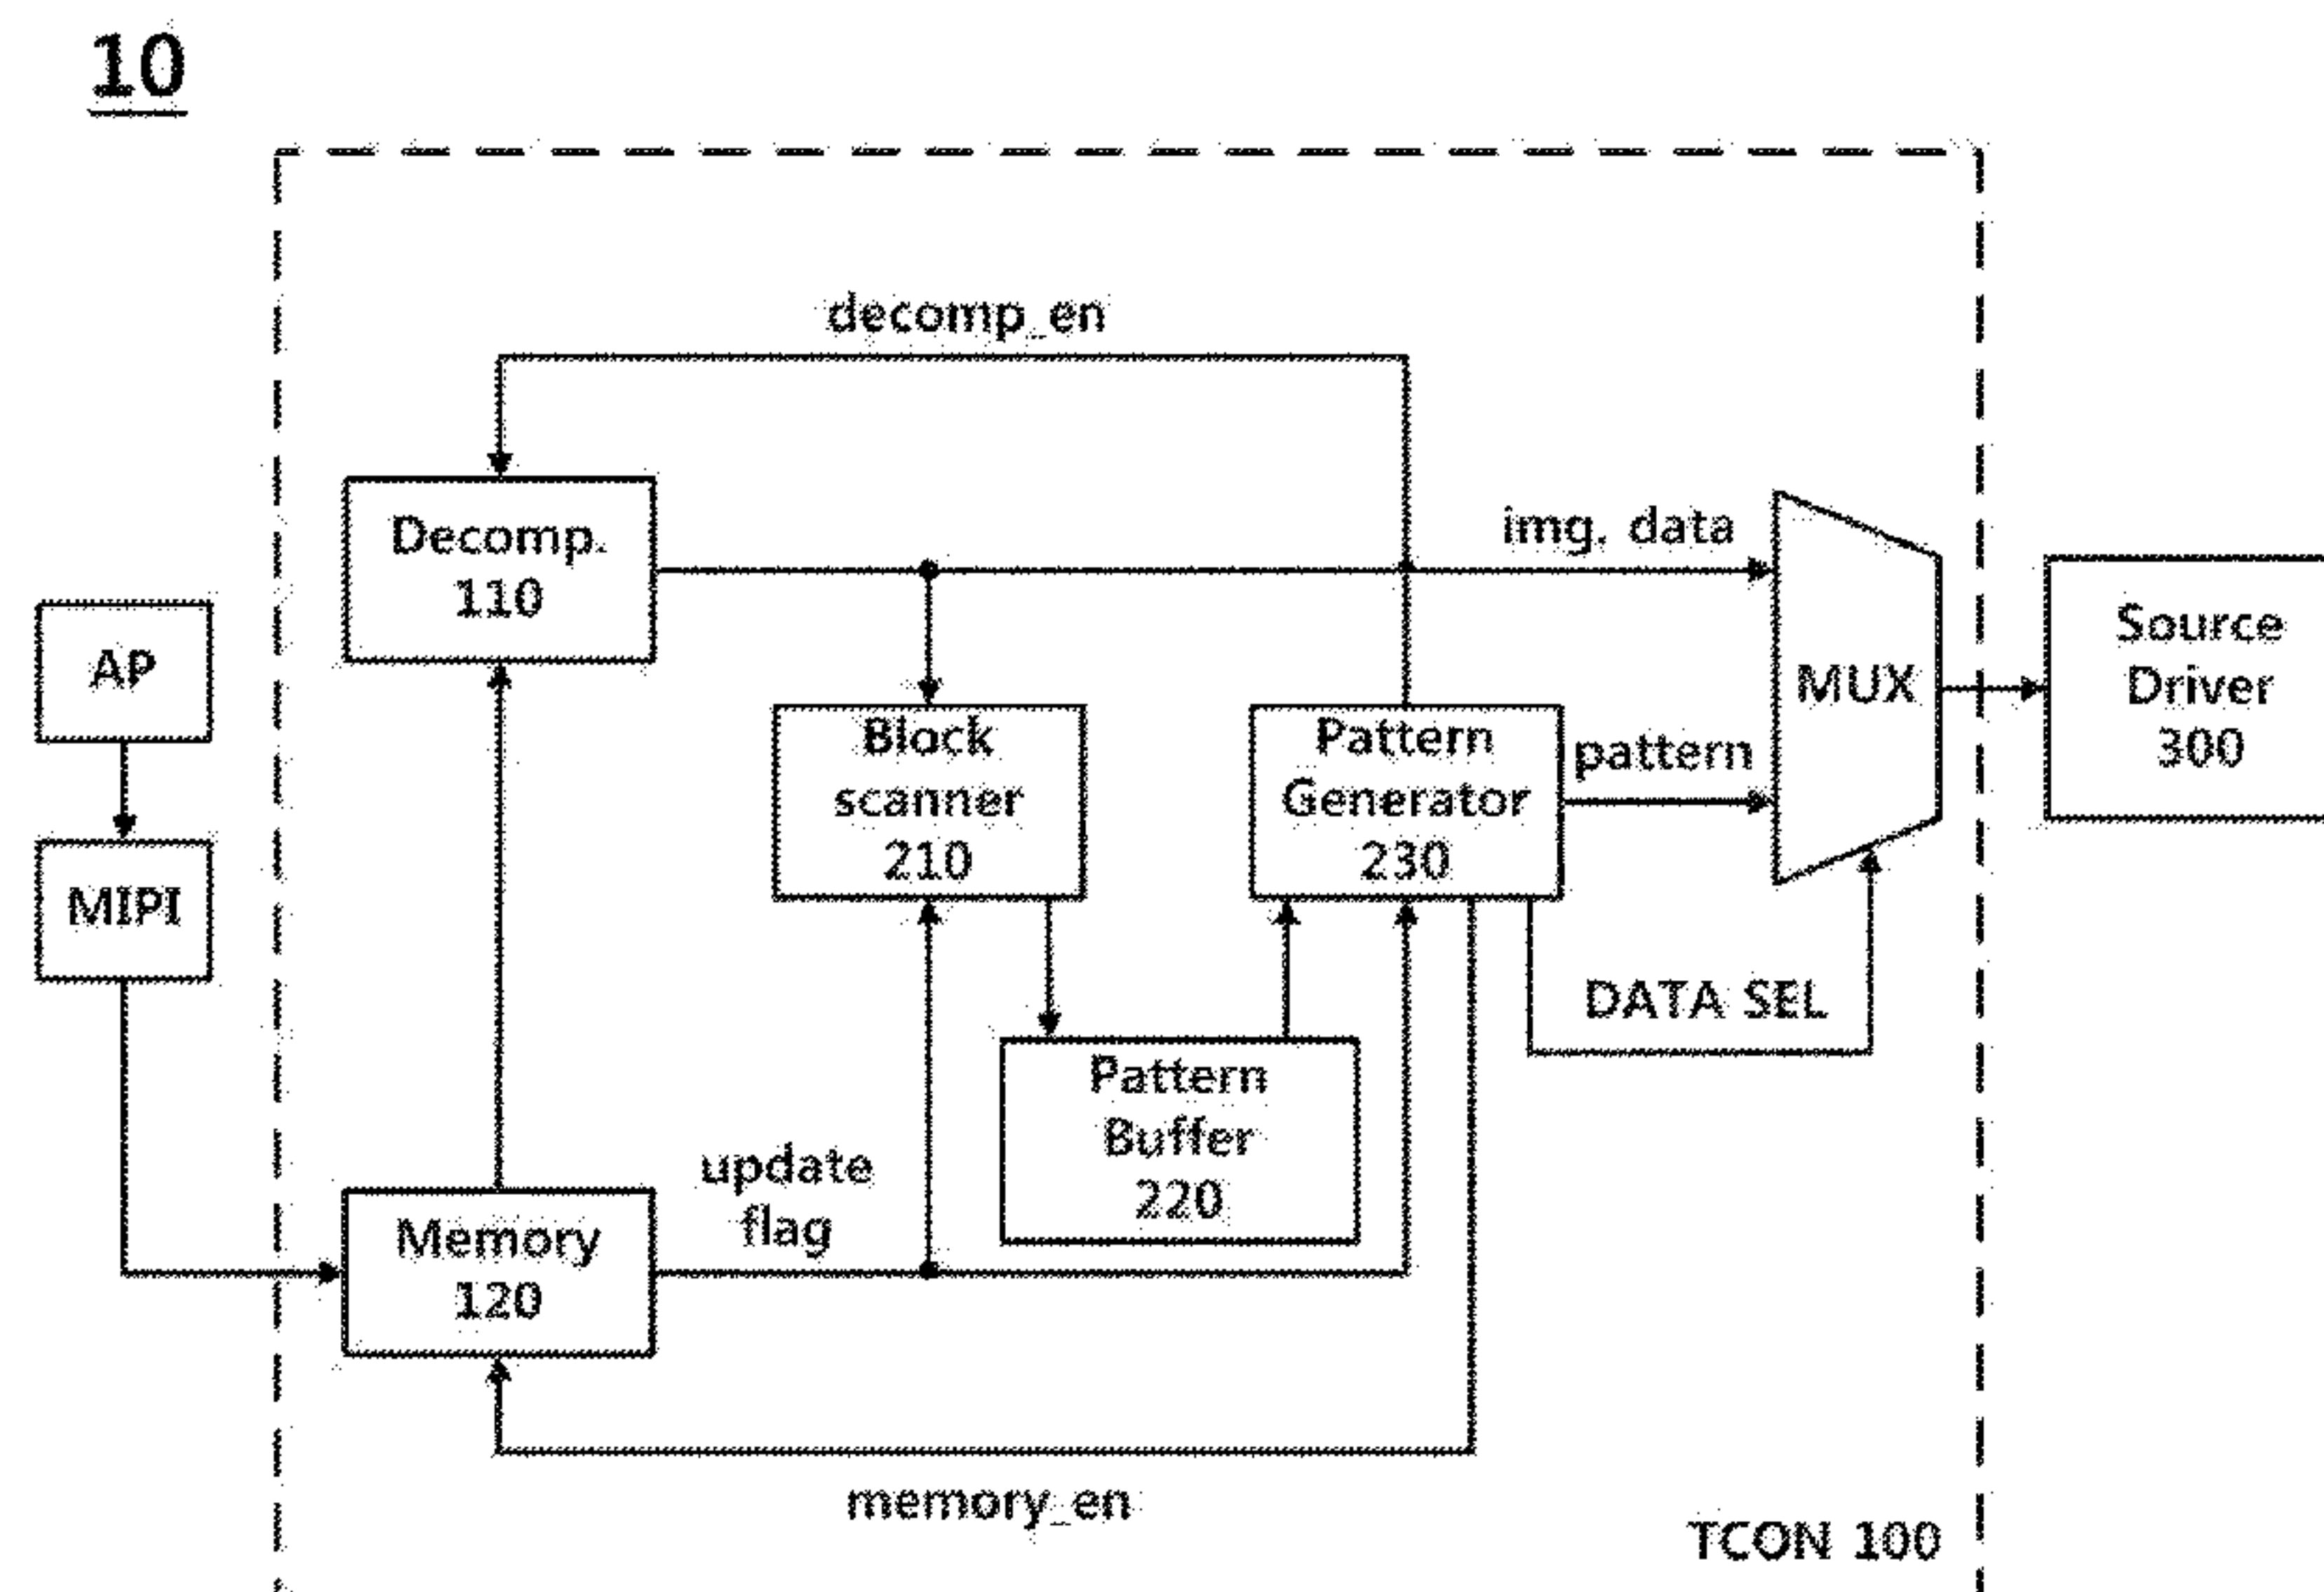 10
decomp_en
Decomp.
110
img. data
AP
MIPI
Block
scanner
210
Pattern
Generator
230
pattern
MUX
Source
Driver
300
DATA SEL
Pattern
Buffer
220
update
flag
Memory
120
memory_en
TCON 100